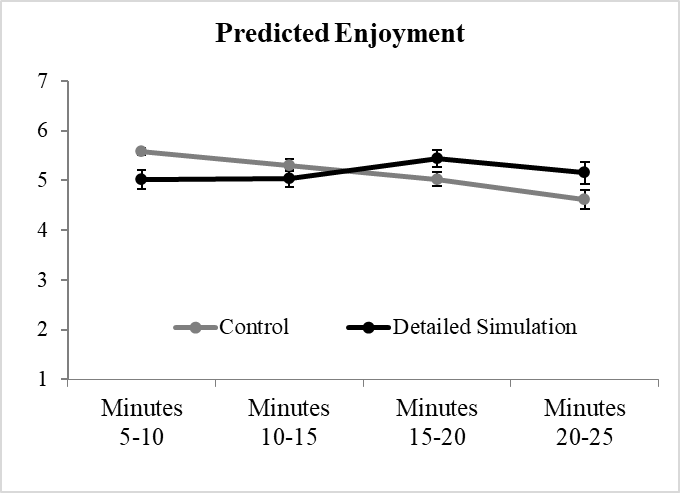 Predicted Enjoyment
7
6
5
4
3
2
1
Control
Detailed Simulation
Minutes 5-10
Minutes 10-15
Minutes 15-20
Minutes 20-25